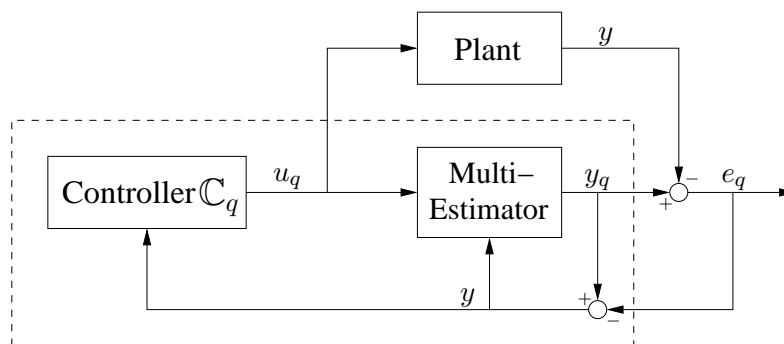 Plant
y
−
Controller ℂ_q
u_q
Multi−
Estimator
y_q
+
e_q
y
+
−